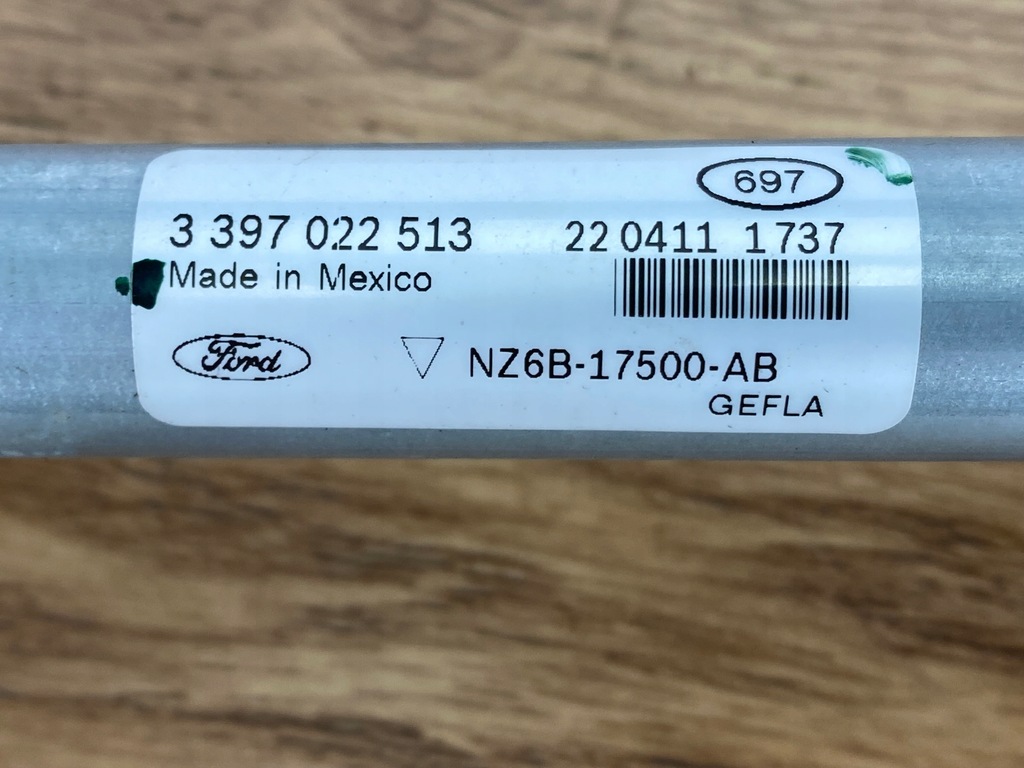 697
3 397 022 513 22 0411 1737
Made in Mexico
Ford NZ6B-17500-AB
GEFLA